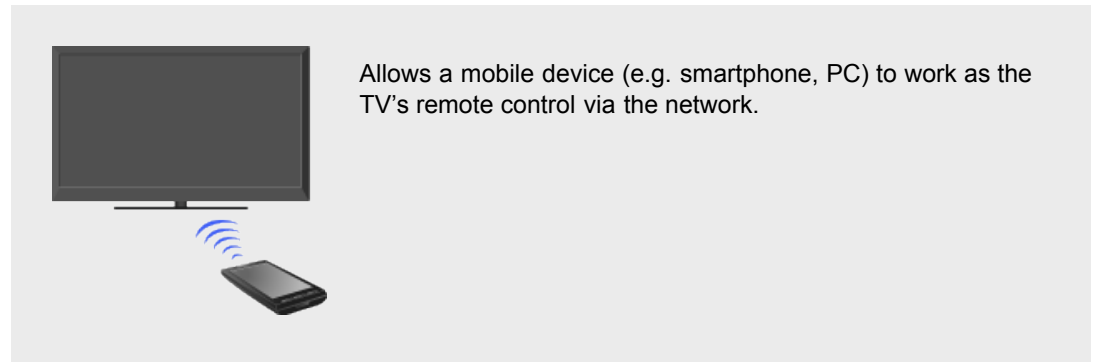 Allows a mobile device (e.g. smartphone, PC) to work as the
TV's remote control via the network.